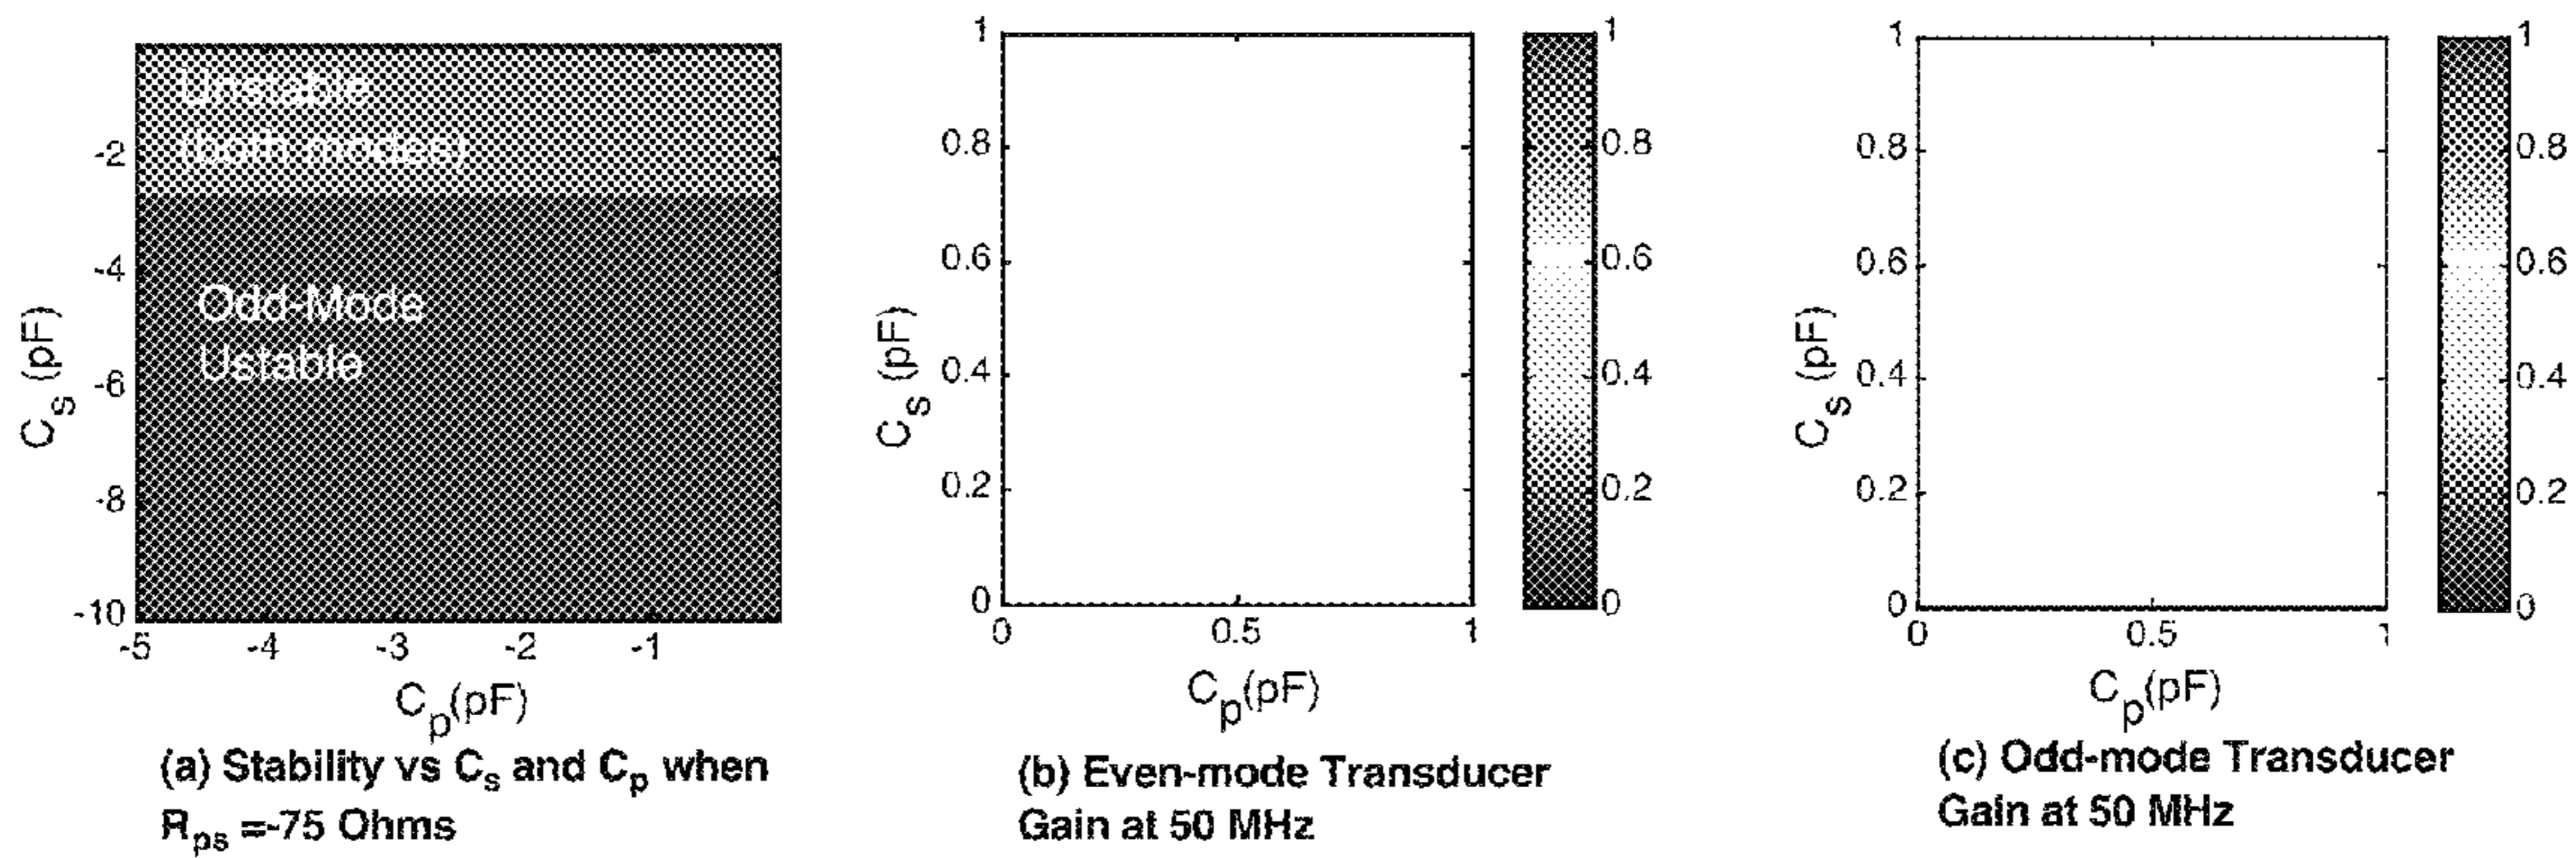 Unstable
(both modes)
Odd-Mode
Ustable
-2
-4
-6
-8
-10
-5
-4
-3
-2
-1
C_s (pF)
C_p(pF)
(a) Stability vs C_s and C_p when
R_ps =-75 Ohms
1
0.8
0.6
0.4
0.2
0
0
0.5
1
C_s (pF)
C_p(pF)
1
0.8
0.6
0.4
0.2
0
(b) Even-mode Transducer
Gain at 50 MHz
1
0.8
0.6
0.4
0.2
0
0
0.5
1
C_s (pF)
C_p(pF)
1
0.8
0.6
0.4
0.2
0
(c) Odd-mode Transducer
Gain at 50 MHz